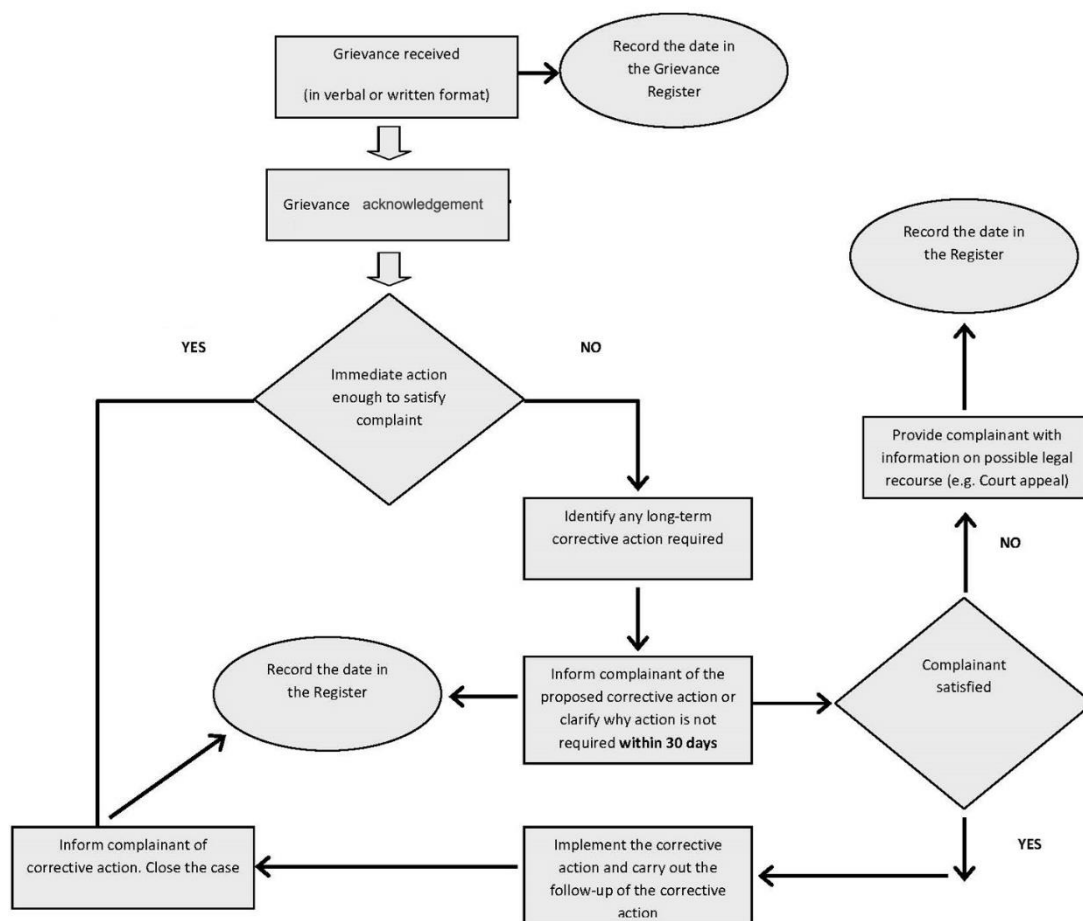 Grievance received
(in verbal or written format)
Record the date in
the Grievance
Register
Grievance acknowledgement
Record the date in
the Register
YES
NO
Immediate action
enough to satisfy
complaint
Provide complainant with
information on possible legal
recourse (e.g. Court appeal)
Identify any long-term
corrective action required
NO
Record the date in
the Register
Inform complainant of the
proposed corrective action or
clarify why action is not
required within 30 days
Complainant
satisfied
Inform complainant of
corrective action. Close the case
Implement the corrective
action and carry out the
follow-up of the corrective
action
YES